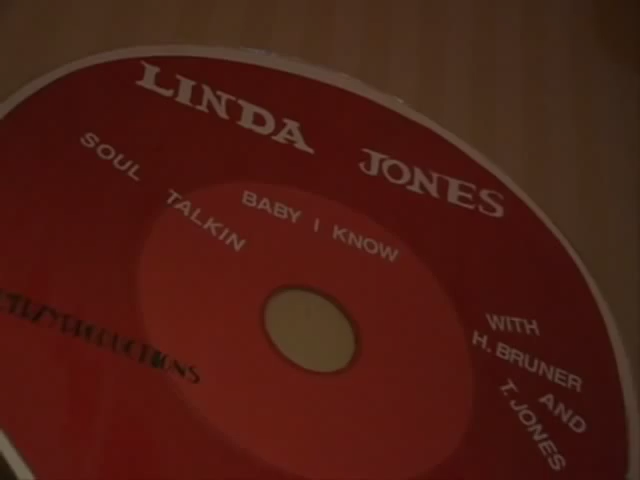 LINDA JONES
SOUL TALKIN
BABY I KNOW
WITH
H. BRUNER
AND
T. JONES